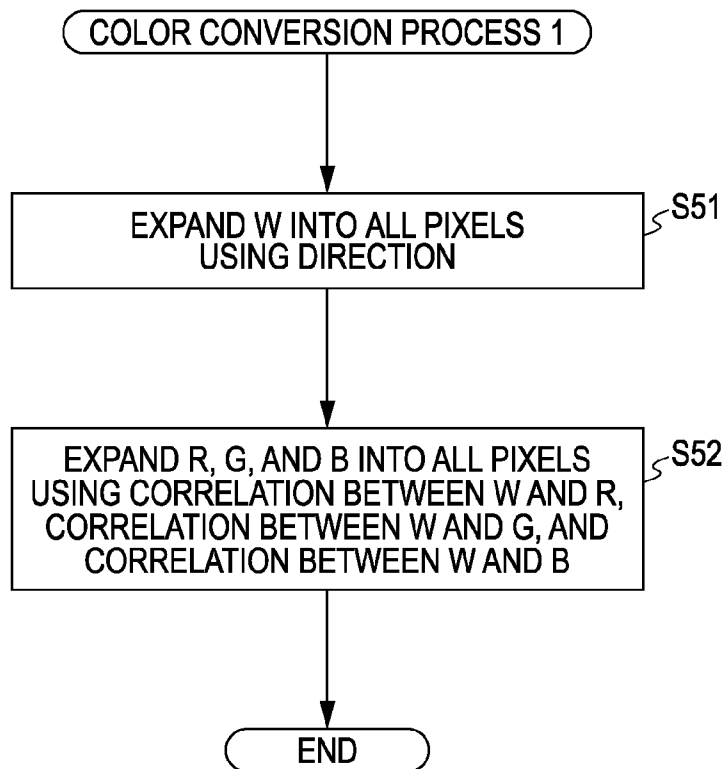 COLOR CONVERSION PROCESS 1
EXPAND W INTO ALL PIXELS
USING DIRECTION
S51
EXPAND R, G, AND B INTO ALL PIXELS
USING CORRELATION BETWEEN W AND R,
CORRELATION BETWEEN W AND G, AND
CORRELATION BETWEEN W AND B
S52
END